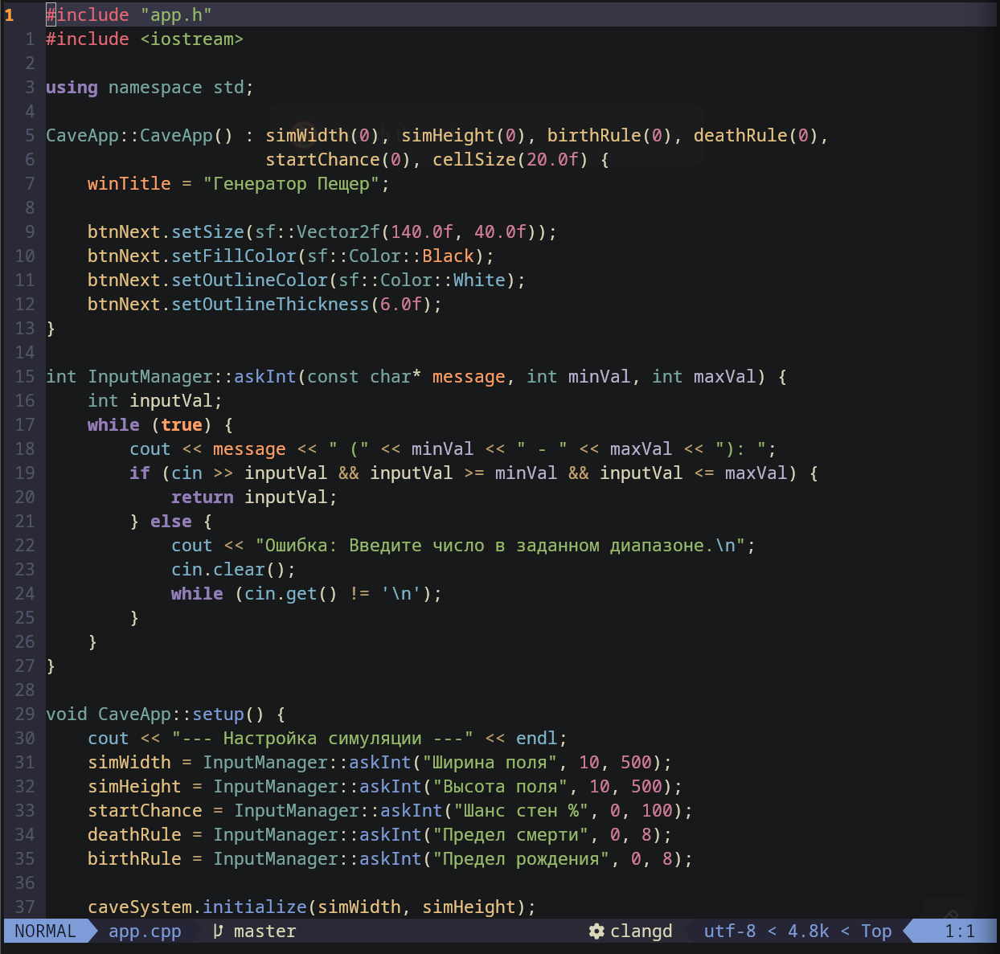 1 #include "app.h"
1 #include <iostream>
2
3 using namespace std;
4
5 CaveApp::CaveApp() : simWidth(0), simHeight(0), birthRule(0), deathRule(0),
6 startChance(0), cellSize(20.0f) {
7 winTitle = "Генератор Пещер";
8
9 btnNext.setSize(sf::Vector2f(140.0f, 40.0f));
10 btnNext.setFillColor(sf::Color::Black);
11 btnNext.setOutlineColor(sf::Color::White);
12 btnNext.setOutlineThickness(6.0f);
13 }
14
15 int InputManager::askInt(const char* message, int minVal, int maxVal) {
16 int inputVal;
17 while (true) {
18 cout << message << " (" << minVal << " - " << maxVal << "): ";
19 if (cin >> inputVal && inputVal >= minVal && inputVal <= maxVal) {
20 return inputVal;
21 } else {
22 cout << "Ошибка: Введите число в заданном диапазоне.\n";
23 cin.clear();
24 while (cin.get() != '\n');
25 }
26 }
27 }
28
29 void CaveApp::setup() {
30 cout << "--- Настройка симуляции ---" << endl;
31 simWidth = InputManager::askInt("Ширина поля", 10, 500);
32 simHeight = InputManager::askInt("Высота поля", 10, 500);
33 startChance = InputManager::askInt("Шанс стен %", 0, 100);
34 deathRule = InputManager::askInt("Предел смерти", 0, 8);
35 birthRule = InputManager::askInt("Предел рождения", 0, 8);
36
37 caveSystem.initialize(simWidth, simHeight);
NORMAL app.cpp master clangd utf-8 < 4.8k < Top 1:1